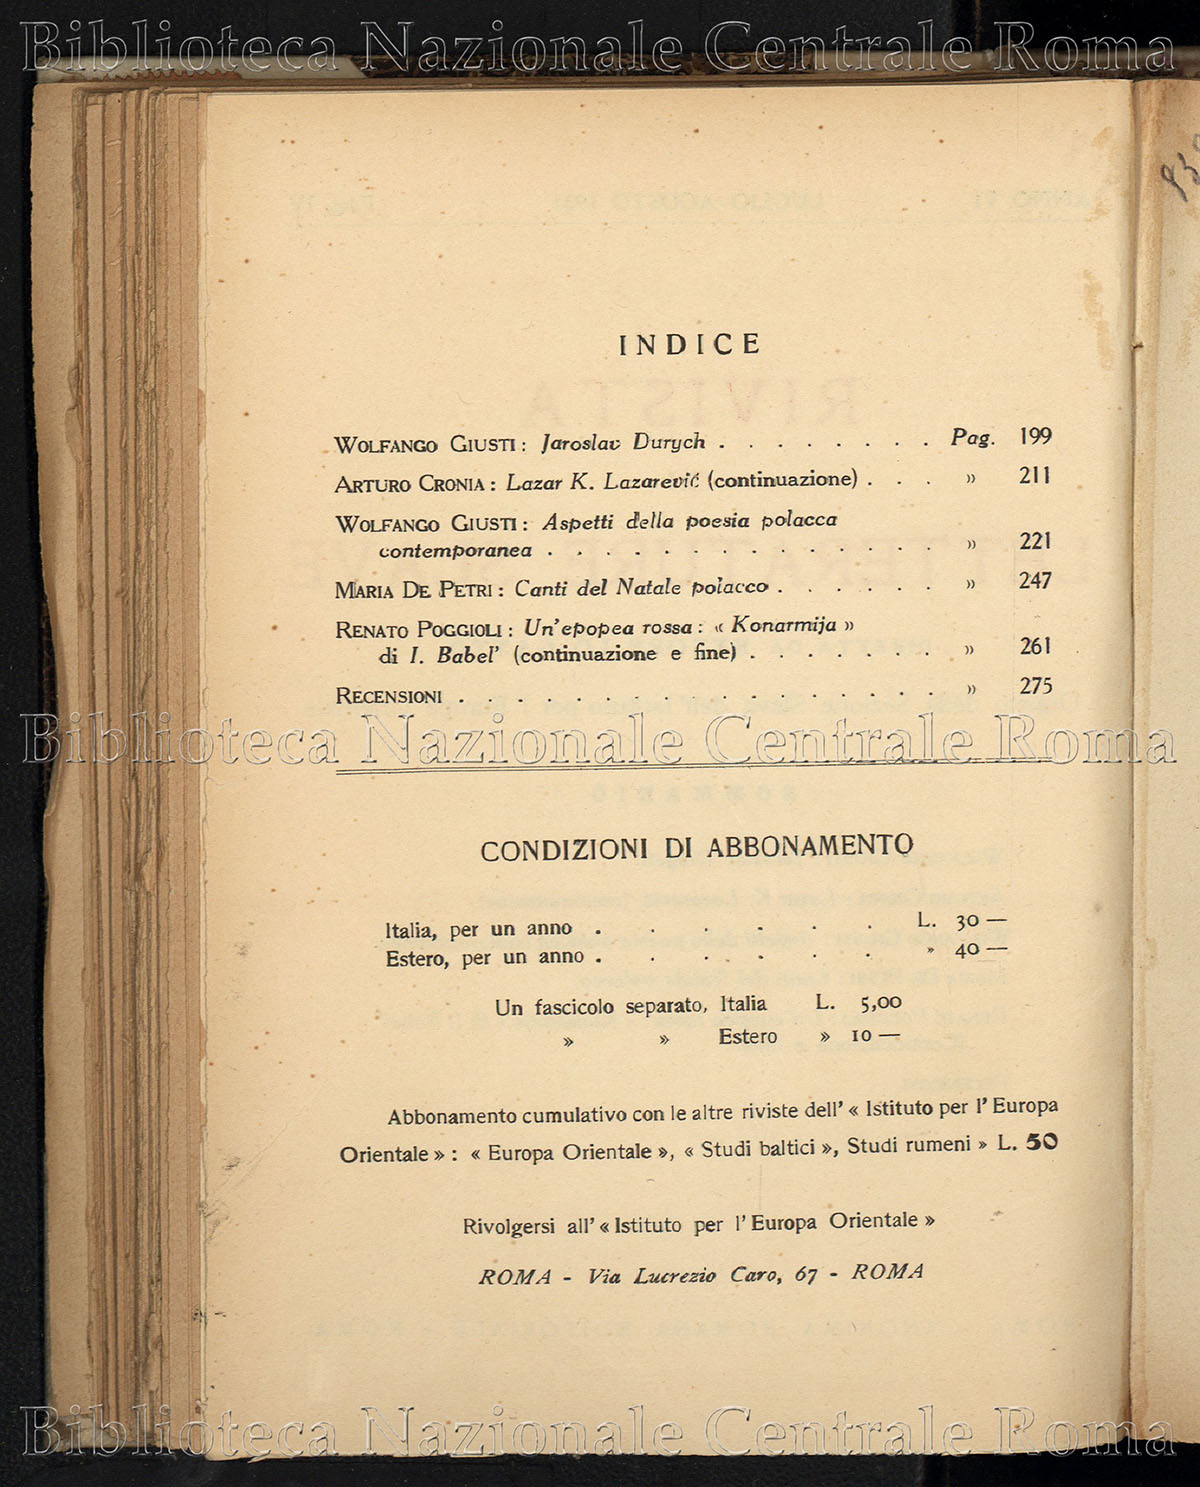 Biblioteca Nazionale Centrale Roma
INDICE
WOLFANGO GIUSTI: Jaroslav Durych . . . . . . . . Pag. 199
ARTURO CRONIA: Lazar K. Lazarević (continuazione) . . . » 211
WOLFANGO GIUSTI: Aspetti della poesia polacca
contemporanea . . . . . . . . . . . . . . » 221
MARIA DE PETRI: Canti del Natale polacco . . . . . . » 247
RENATO POGGIOLI: Un'epopea rossa: « Konarmija »
di I. Babel' (continuazione e fine) . . . . . . . » 261
RECENSIONI . . . . . . . . . . . . . . . . . » 275
Biblioteca Nazionale Centrale Roma
CONDIZIONI DI ABBONAMENTO
Italia, per un anno . . . . . . L. 30 —
Estero, per un anno . . . . . . » 40 —
Un fascicolo separato, Italia L. 5,00
» » Estero » 10 —
Abbonamento cumulativo con le altre riviste dell' « Istituto per l' Europa
Orientale » : « Europa Orientale », « Studi baltici », Studi rumeni » L. 50
Rivolgersi all' « Istituto per l' Europa Orientale »
ROMA - Via Lucrezio Caro, 67 - ROMA
Biblioteca Nazionale Centrale Roma